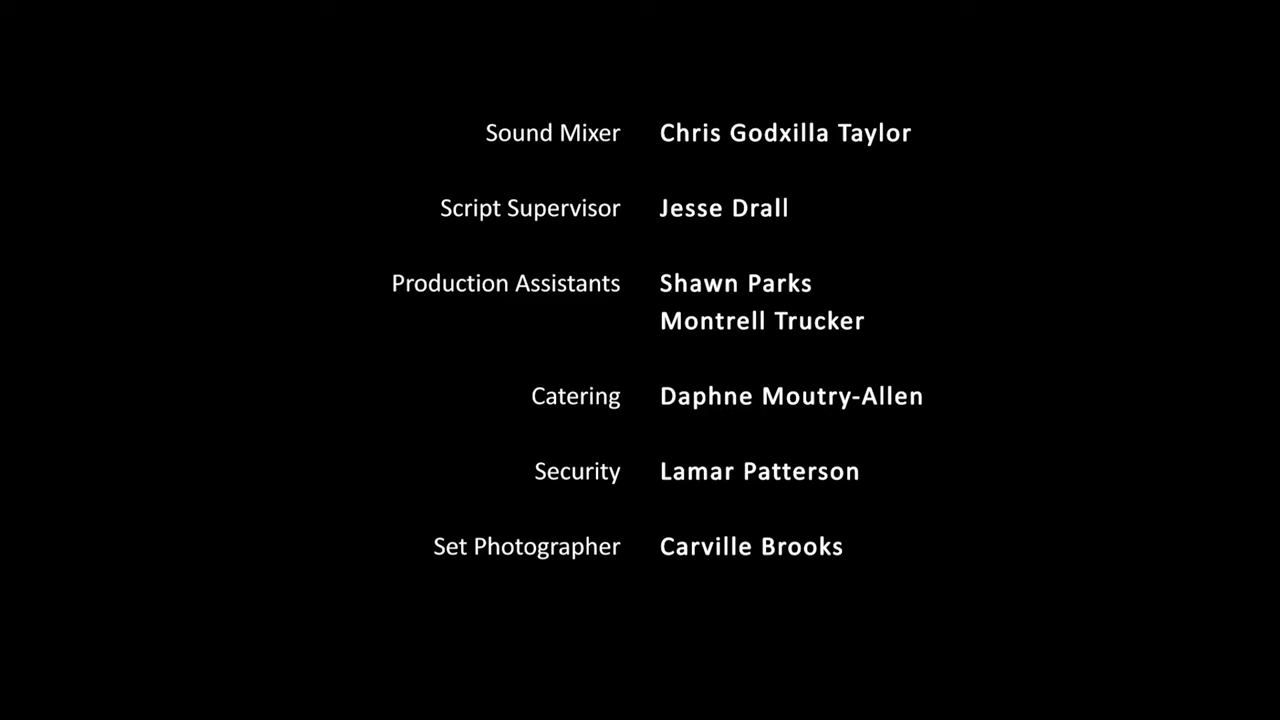 Sound Mixer Chris Godxilla Taylor
Script Supervisor Jesse Drall
Production Assistants Shawn Parks
Montrell Trucker
Catering Daphne Moutry-Allen
Security Lamar Patterson
Set Photographer Carville Brooks